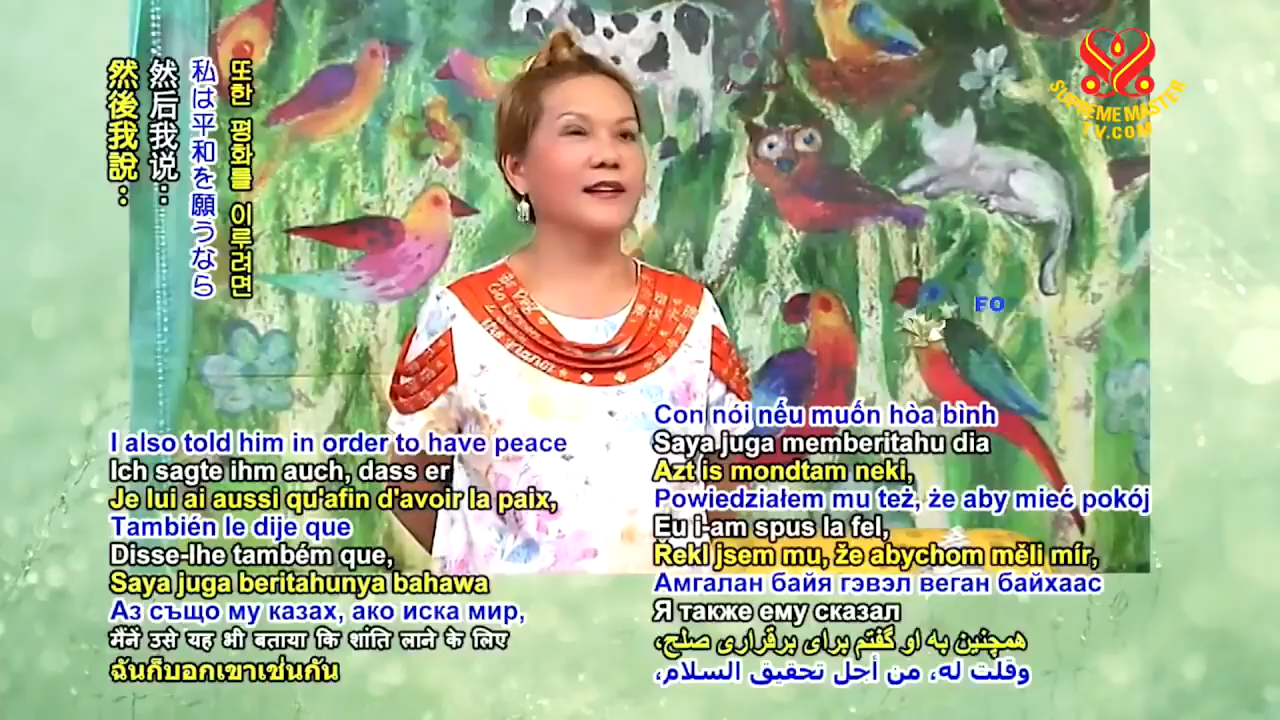 또한 평화를 이루려면
私は平和を願うなら
然后我说：
然後我說：
SUPREME MASTER
TV.COM
FO
I also told him in order to have peace
Ich sagte ihm auch, dass er
Je lui ai aussi qu'afin d'avoir la paix,
También le dije que
Disse-lhe também que,
Saya juga beritahunya bahawa
Аз също му казах, ако иска мир,
मैंनें उसे यह भी बताया कि शांति लाने के लिए
ฉันก็บอกเขาเช่นกัน
Con nói nếu muốn hòa bình
Saya juga memberitahu dia
Azt is mondtam neki,
Powiedziałem mu też, że aby mieć pokój
Eu i-am spus la fel,
Řekl jsem mu, že abychom měli mír,
Амгалан байя гэвэл веган байхаас
Я также ему сказал
همچنین به او گفتم برای برقراری صلح،
وقلت له، من أجل تحقيق السلام،